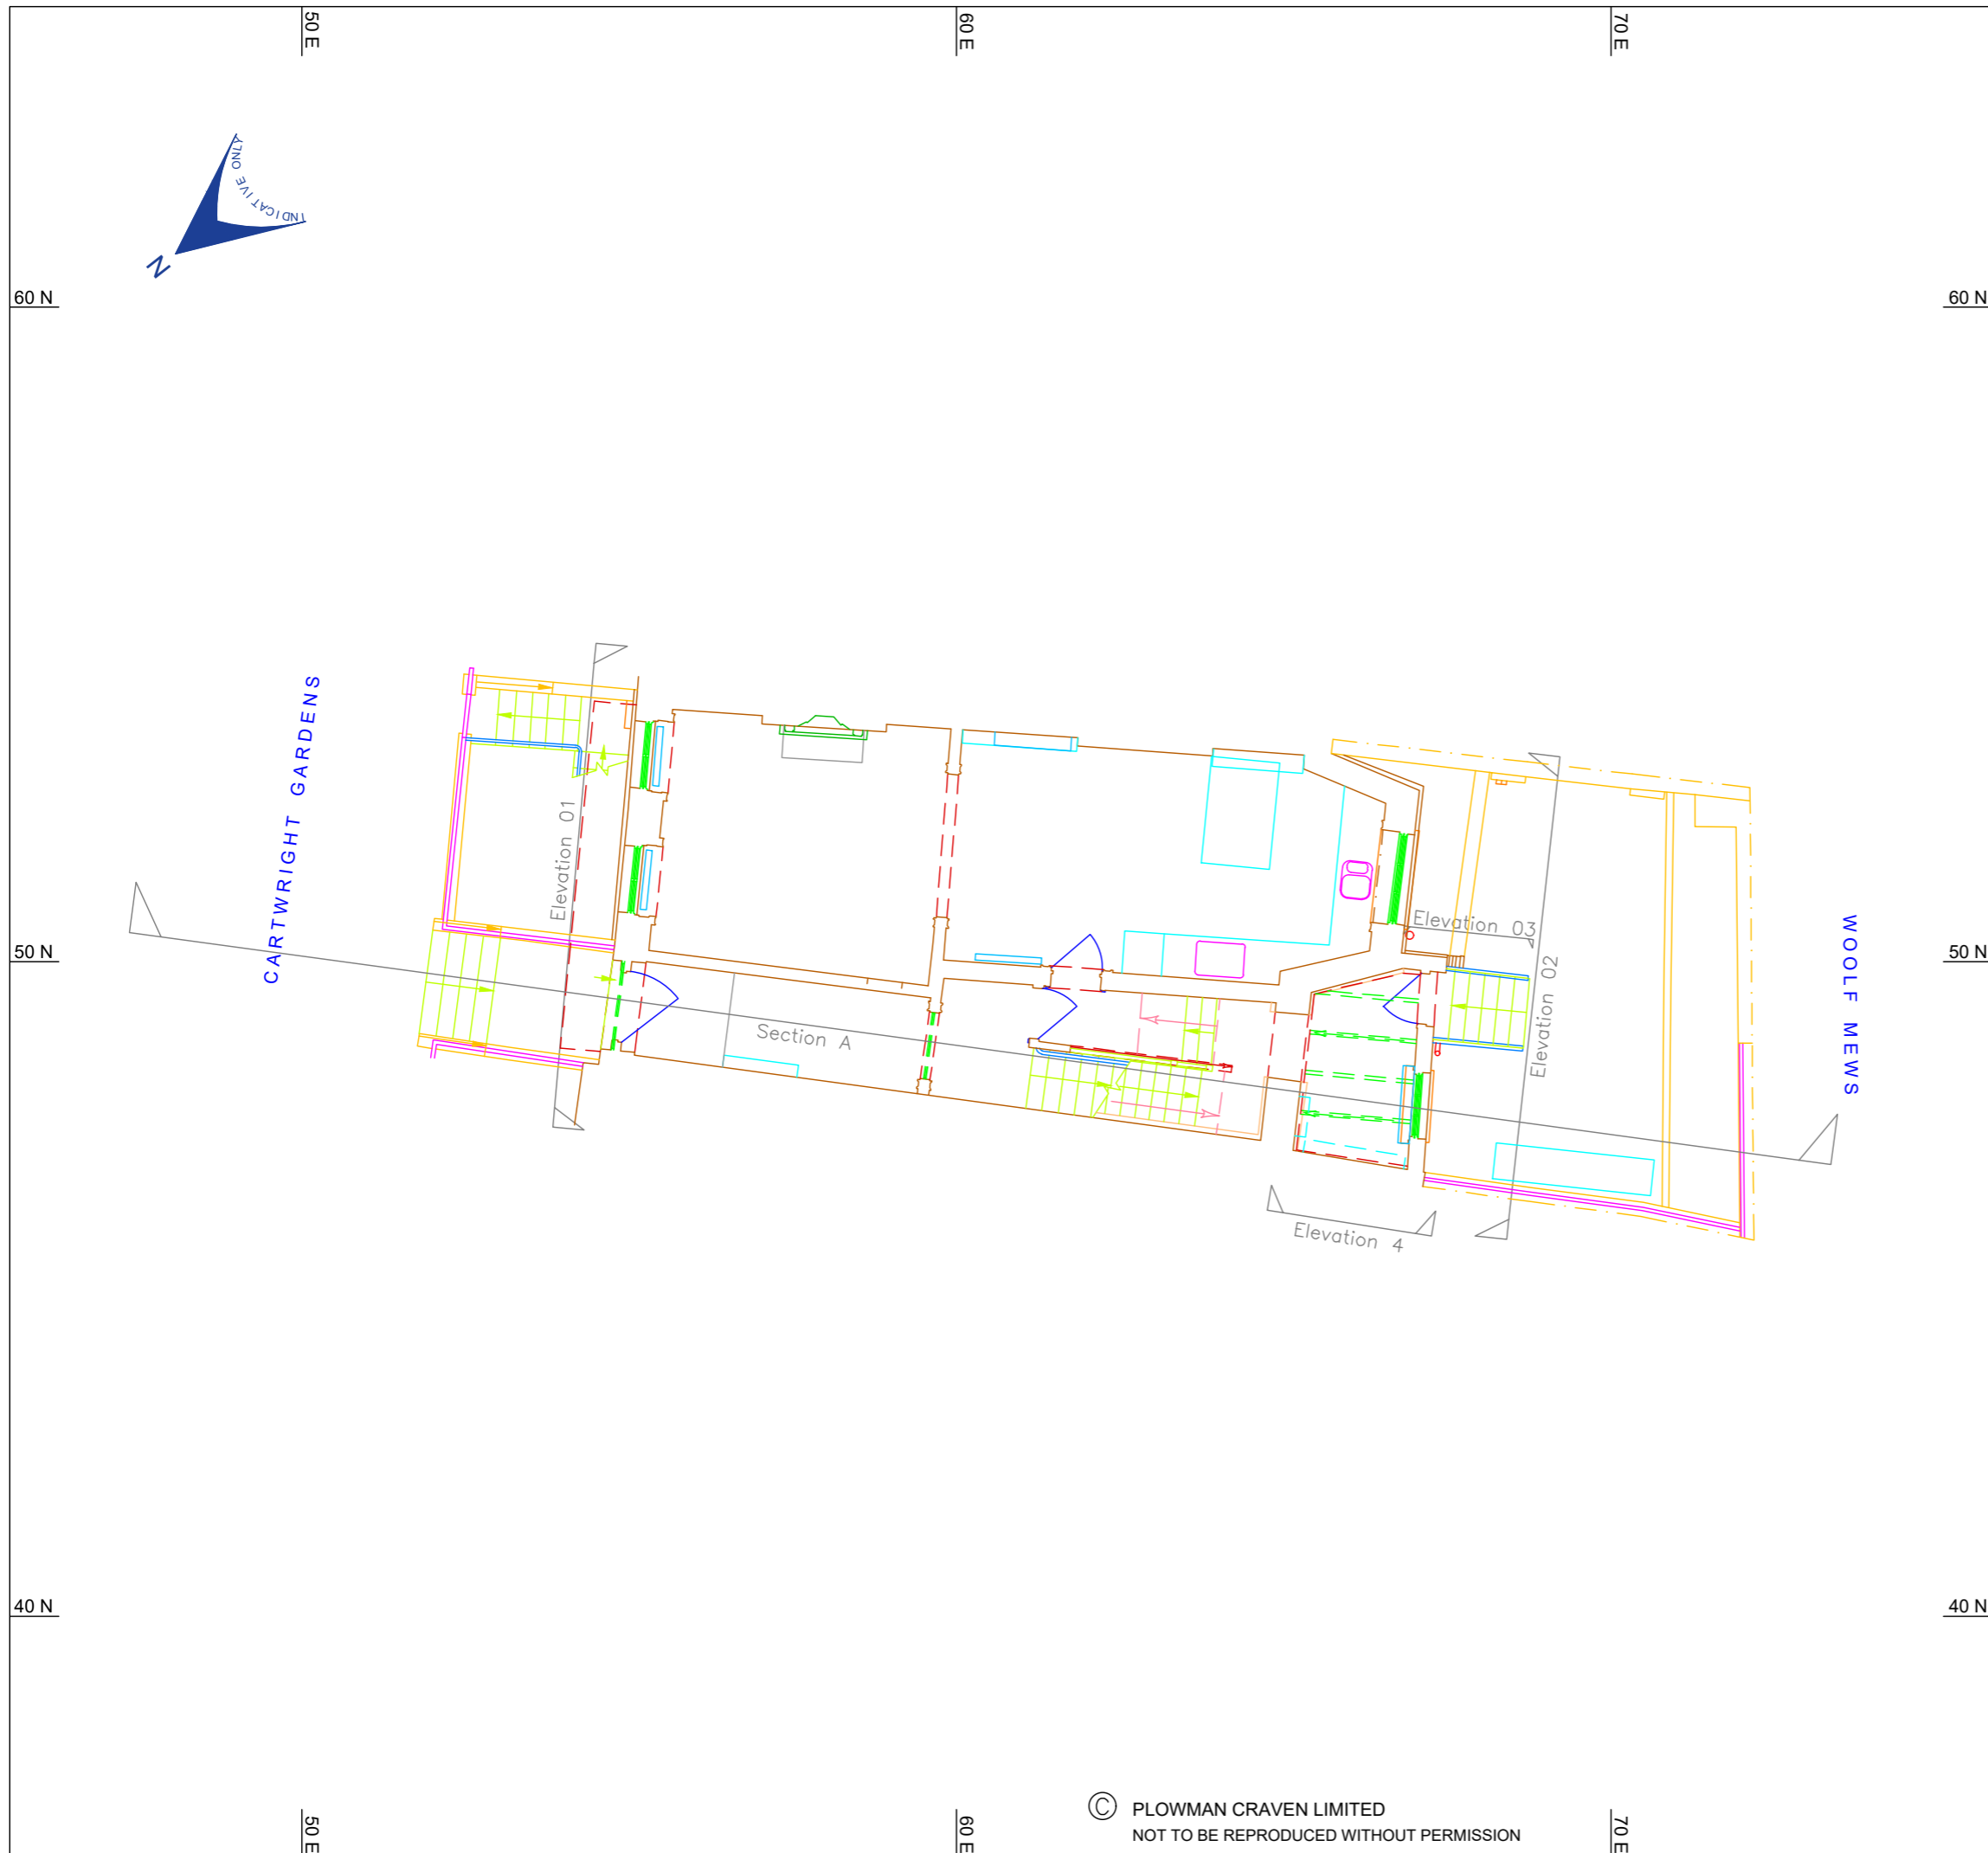 50 E
60 E
70 E
INDICATIVE ONLY
N
60 N
60 N
CARTWRIGHT GARDENS
Elevation 01
Elevation 03
50 N
50 N
Elevation 02
WOOLF MEWS
Section A
Elevation 4
40 N
40 N
© PLOWMAN CRAVEN LIMITED
NOT TO BE REPRODUCED WITHOUT PERMISSION
50 E
60 E
70 E